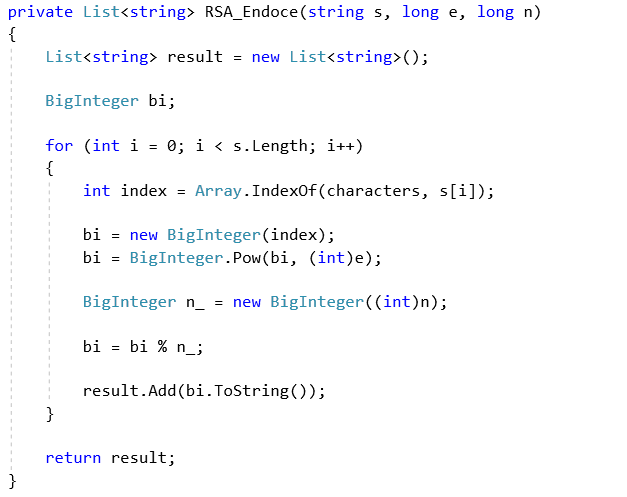 private List<string> RSA_Endoce(string s, long e, long n)
{
    List<string> result = new List<string>();
    BigInteger bi;
    for (int i = 0; i < s.Length; i++)
    {
        int index = Array.IndexOf(characters, s[i]);
        bi = new BigInteger(index);
        bi = BigInteger.Pow(bi, (int)e);
        BigInteger n_ = new BigInteger((int)n);
        bi = bi % n_;
        result.Add(bi.ToString());
    }
    return result;
}